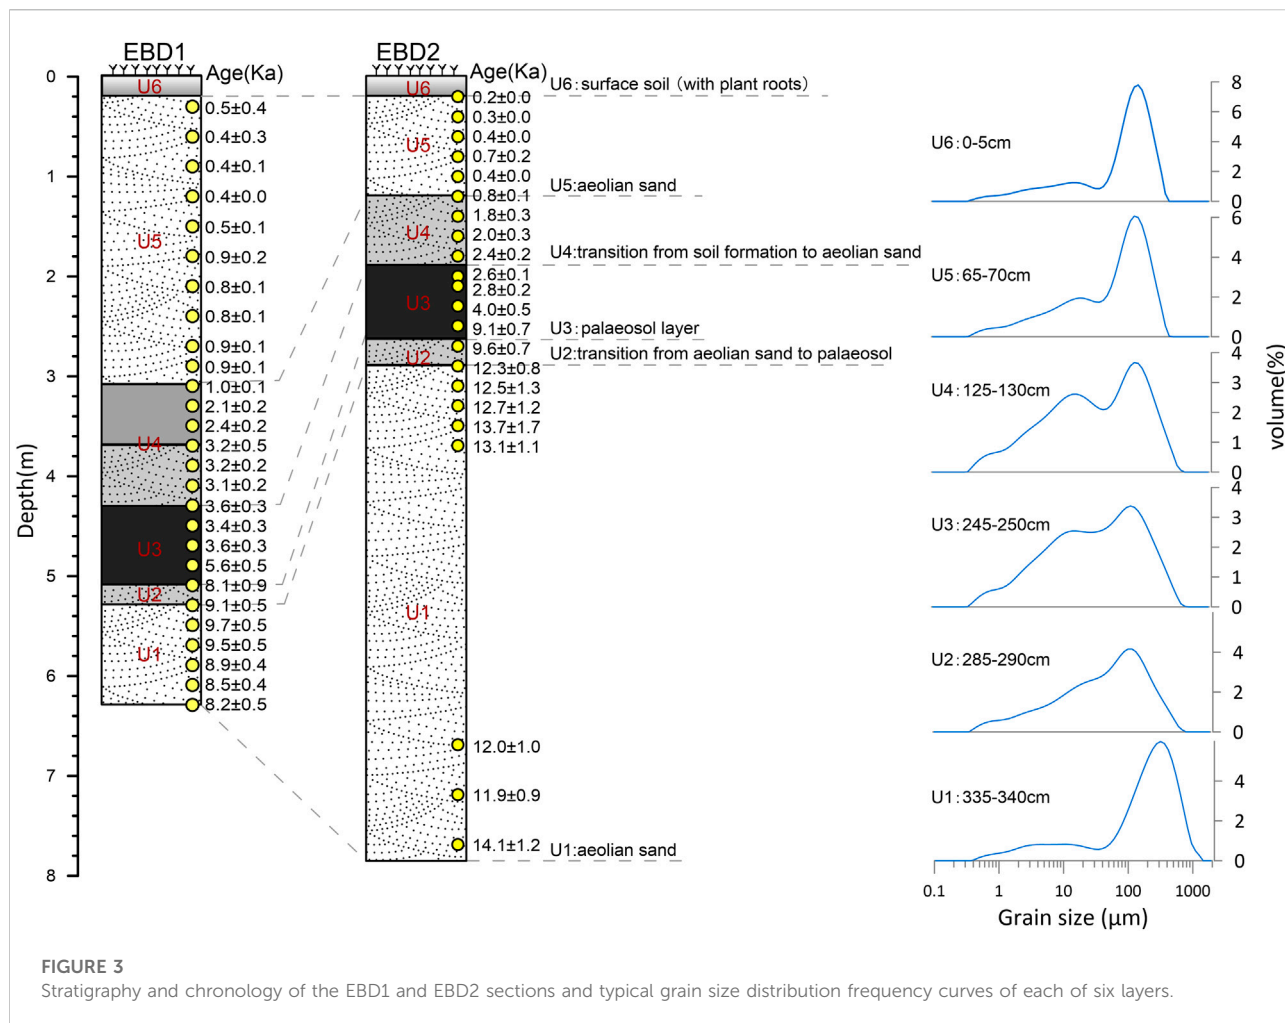 EBD1
EBD2
Age(Ka)
Age(Ka)
Depth(m)
0
1
2
3
4
5
6
7
8
U6
U5
U4
U3
U2
U1
0.5±0.4
0.4±0.3
0.4±0.1
0.4±0.0
0.5±0.1
0.9±0.2
0.8±0.1
0.8±0.1
0.9±0.1
0.9±0.1
1.0±0.1
2.1±0.2
2.4±0.2
3.2±0.5
3.2±0.2
3.1±0.2
3.6±0.3
3.4±0.3
3.6±0.3
5.6±0.5
8.1±0.9
9.1±0.5
9.7±0.5
9.5±0.5
8.9±0.4
8.5±0.4
8.2±0.5
U6
U5
U4
U3
U2
U1
0.2±0.0
0.3±0.0
0.4±0.0
0.7±0.2
0.4±0.0
0.8±0.1
1.8±0.3
2.0±0.3
2.4±0.2
2.6±0.1
2.8±0.2
4.0±0.5
9.1±0.7
9.6±0.7
12.3±0.8
12.5±1.3
12.7±1.2
13.7±1.7
13.1±1.1
12.0±1.0
11.9±0.9
14.1±1.2
U6:surface soil (with plant roots)
U5:aeolian sand
U4:transition from soil formation to aeolian sand
U3:palaeosol layer
U2:transition from aeolian sand to palaeosol
U1:aeolian sand
U6:0-5cm
8
6
4
2
0
U5:65-70cm
6
4
2
0
U4:125-130cm
4
3
2
1
0
U3:245-250cm
4
3
2
1
0
U2:285-290cm
4
2
0
U1:335-340cm
4
2
0
volume(%)
0.1 1 10 100 1000
Grain size (μm)
FIGURE 3
Stratigraphy and chronology of the EBD1 and EBD2 sections and typical grain size distribution frequency curves of each of six layers.